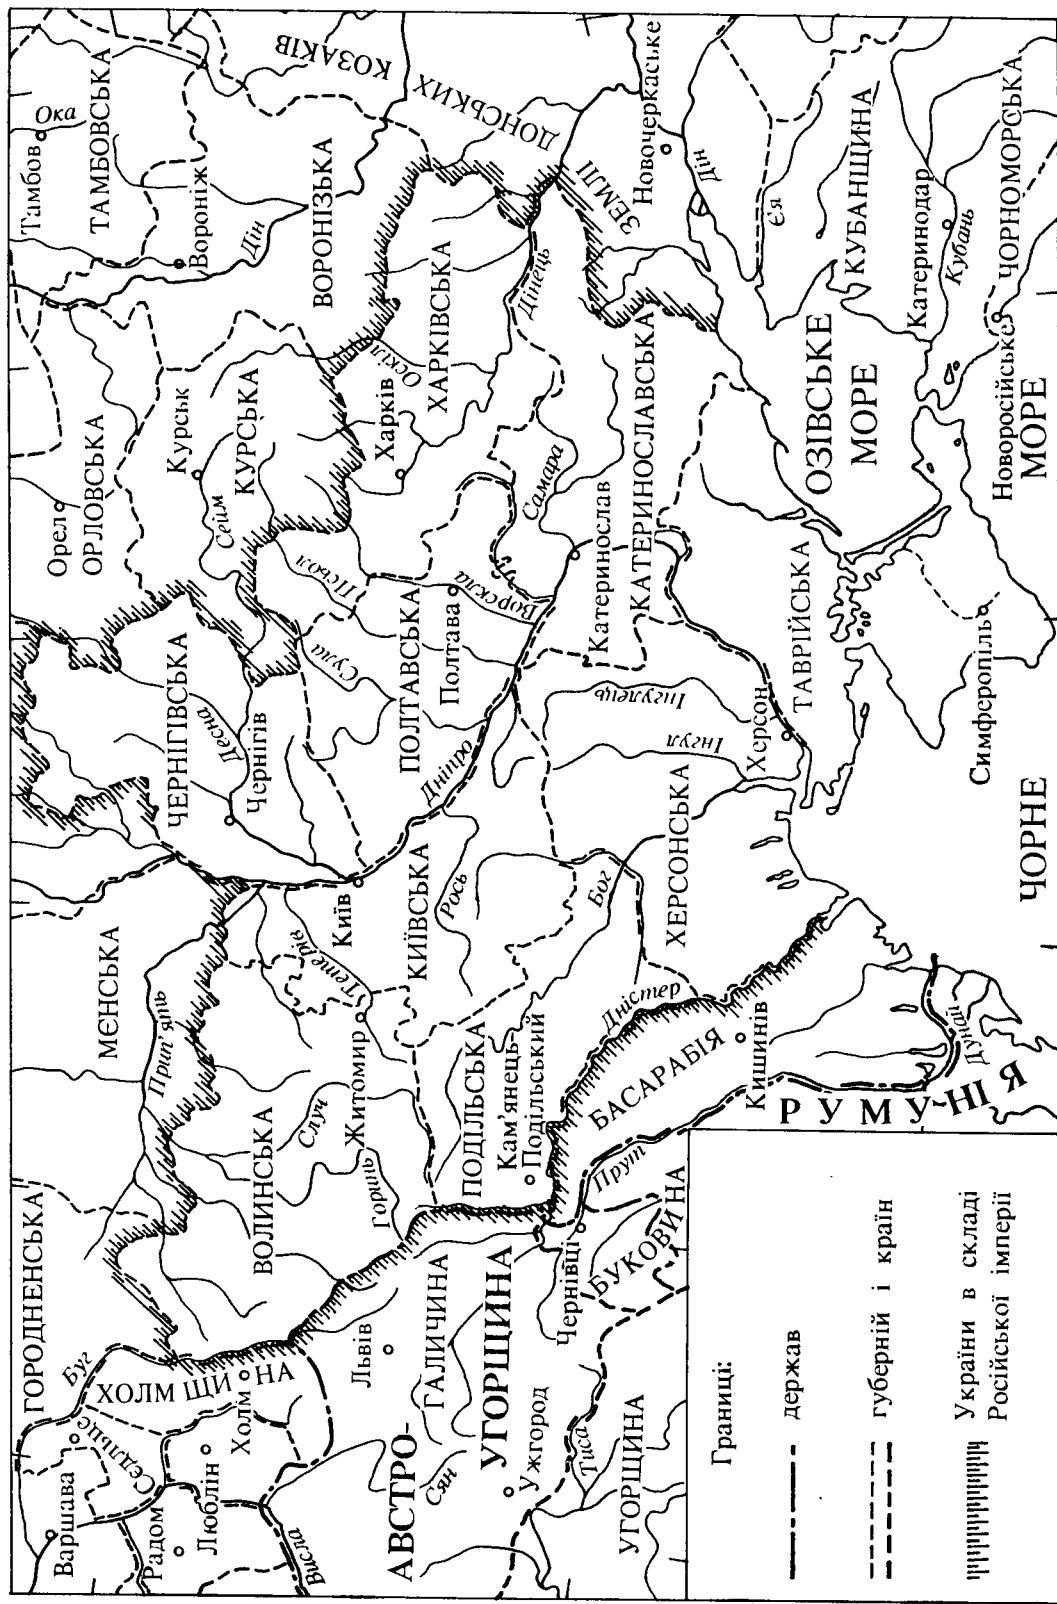 Тамбов
Ока
ТАМБОВСЬКА
Орел
ОРЛОВСЬКА
Вороніж
Дін
ВОРОНІЗЬКА
Курськ
Сейм
КУРСЬКА
ЧЕРНІГІВСЬКА
Десна
Чернігів
МЄНСЬКА
Прип'ять
ГОРОДНЕНСЬКА
Буг
Варшава
Седльце
ХОЛМЩИНА
Холм
Радом
Люблін
Висла
ВОЛИНСЬКА
Случ
Горинь
Житомир
Тетерів
Київ
КИЇВСЬКА
Рось
Дніпро
ПОЛТАВСЬКА
Полтава
Сула
Псьол
Ворскла
Харків
ХАРКІВСЬКА
Оскіл
Дінець
ЗЕМЛІ ДОНСЬКИХ КОЗАКІВ
Новочеркаське
Дін
Єя
КУБАНЩИНА
Катеринодар
Кубань
ЧОРНОМОРСЬКА
Новоросійське
Самара
Катеринослав
КАТЕРИНОСЛАВСЬКА
ОЗІВСЬКЕ
МОРЕ
ТАВРІЙСЬКА
Симферопіль
Інгулець
Інгул
Херсон
ХЕРСОНСЬКА
Бог
ПОДІЛЬСЬКА
Кам'янець-
Подільський
Дністер
БАСАРАБІЯ
Кишинів
Прут
РУМУНІЯ
Дунай
ЧОРНЕ
МОРЕ
АВСТРО-
УГОРЩИНА
Львів
ГАЛИЧИНА
Сян
Ужгород
Тиса
УГОРЩИНА
Чернівці
БУКОВИНА
Границі:
держав
губерній і країн
України в складі
Російської імперії